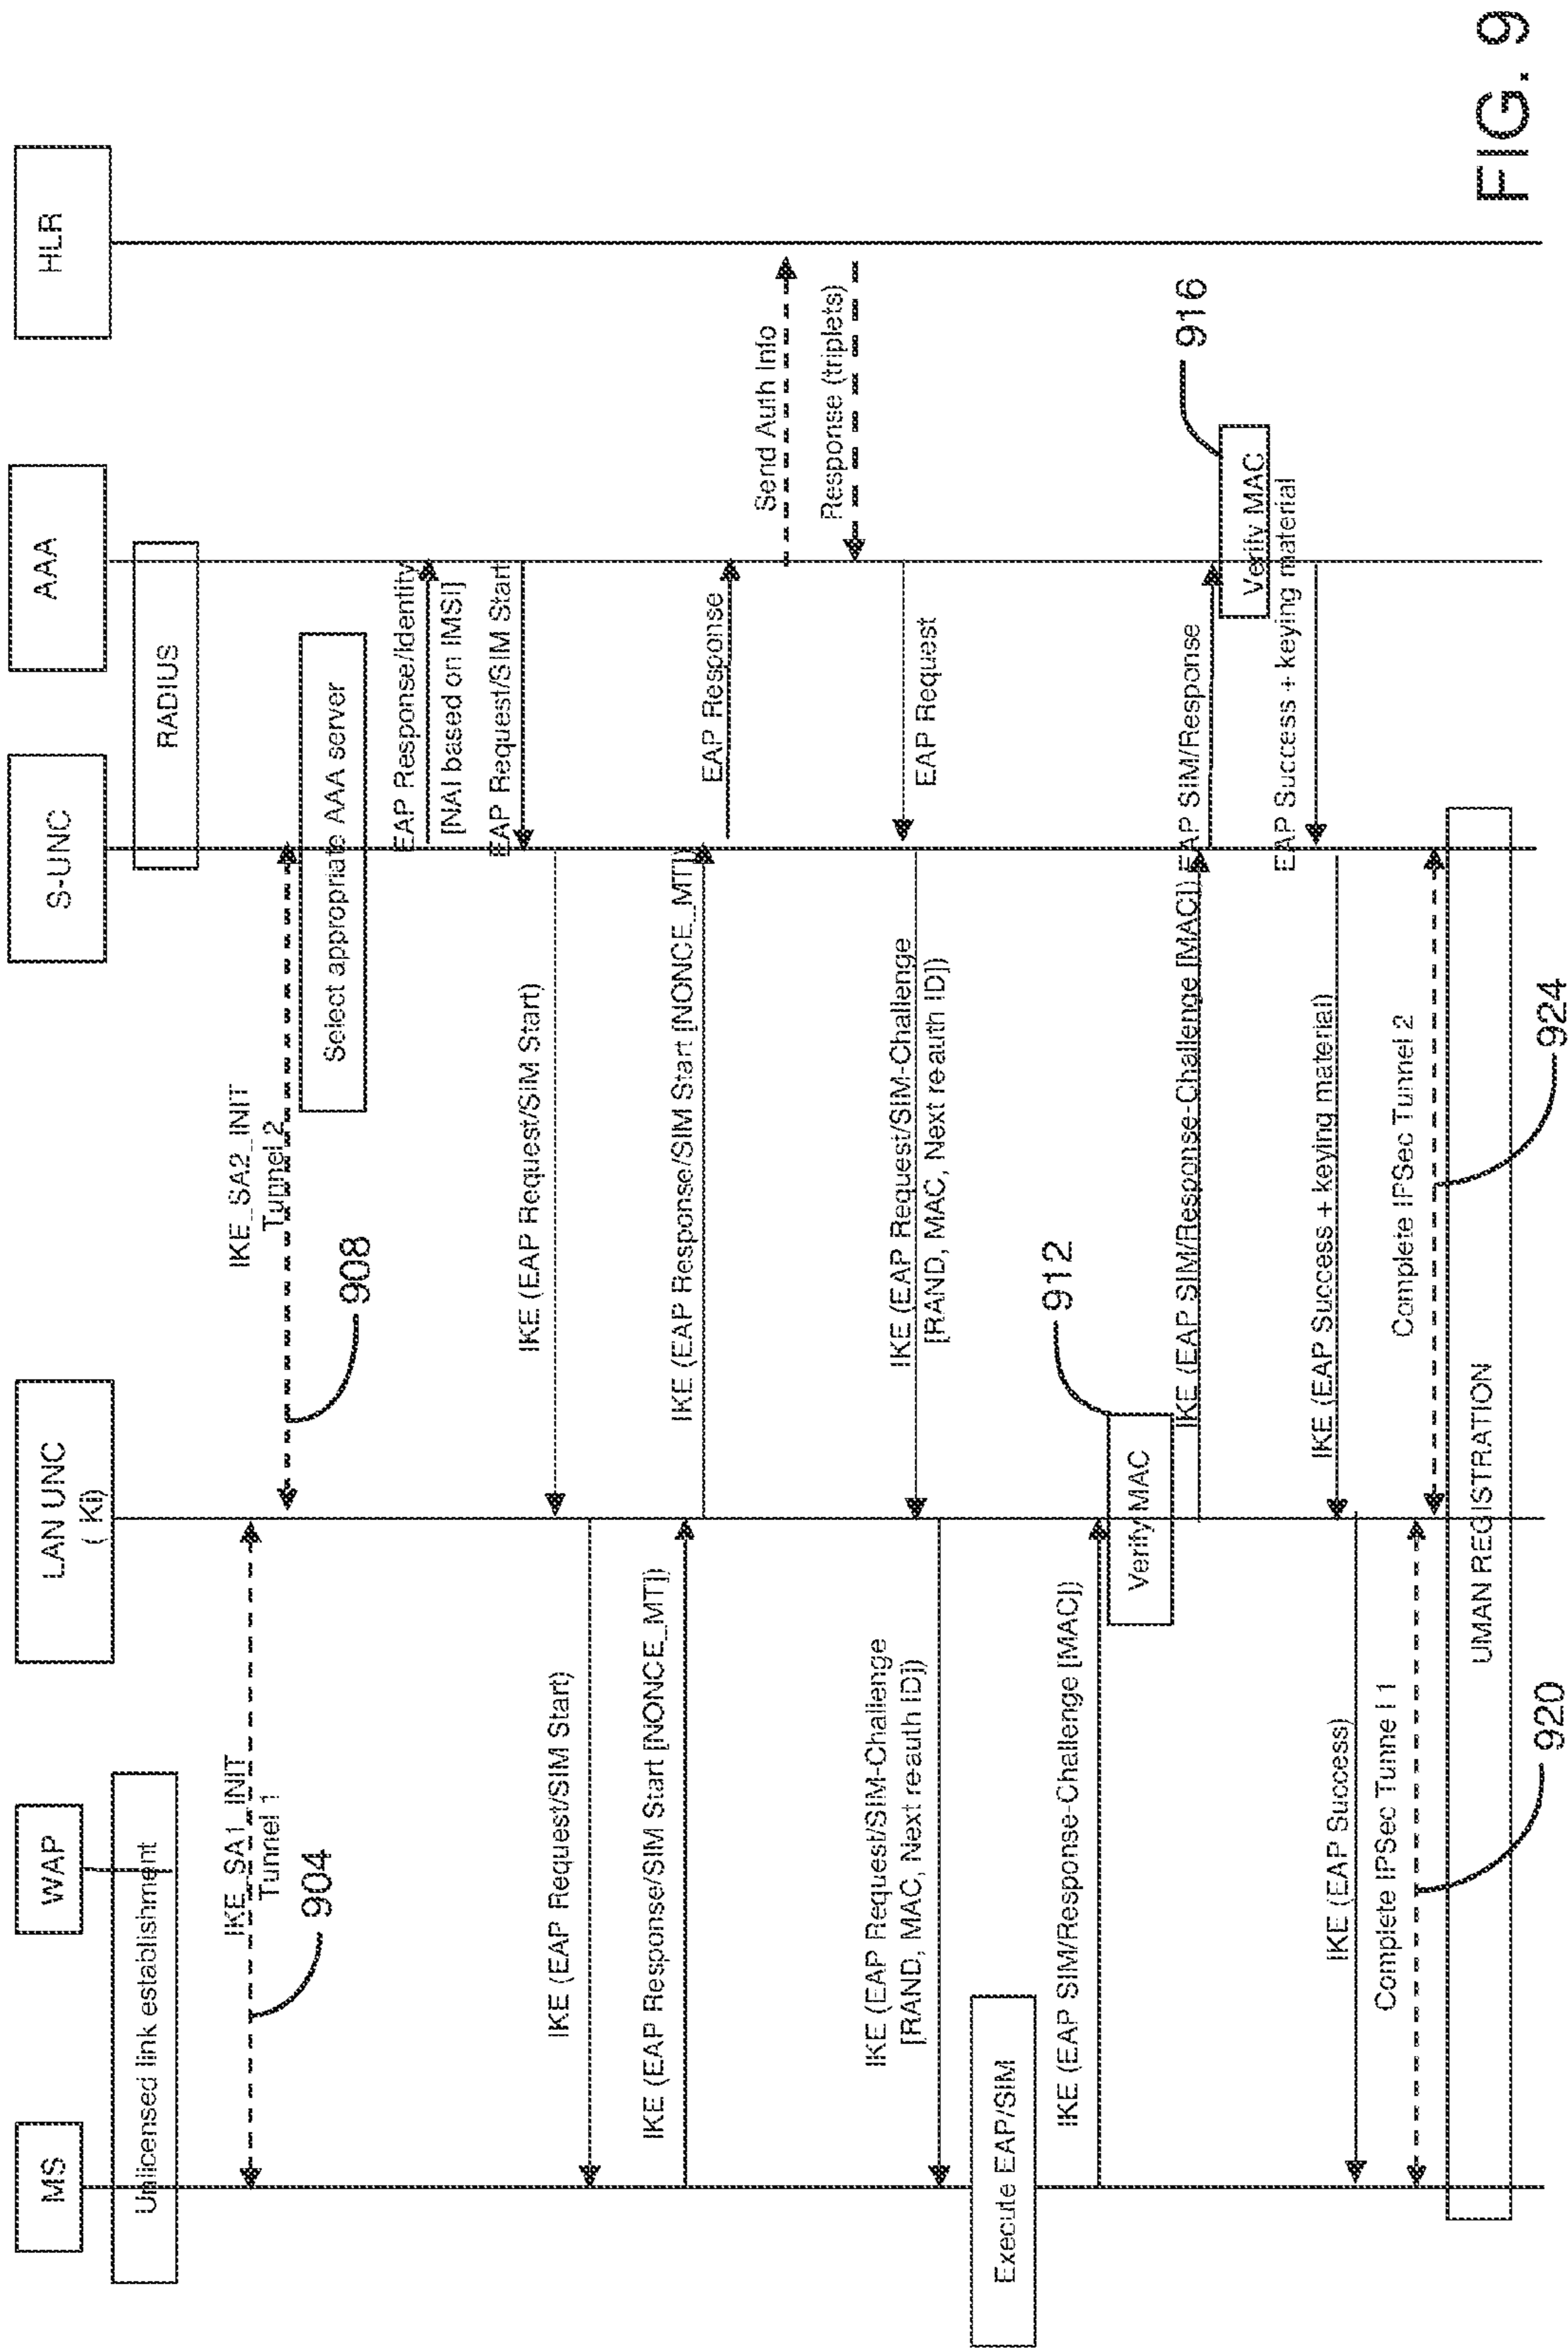 MS
WAP
LAN UNC
( Ki)
S-UNC
AAA
HLR
Unlicensed link establishment
RADIUS
IKE_SA1_INIT
Tunnel 1
904
IKE_SA2_INIT
Tunnel 2
908
Select appropriate AAA server
EAP Response/Identity
[NAI based on IMSI]
EAP Request/SIM Start
IKE (EAP Request/SIM Start)
IKE (EAP Request/SIM Start)
IKE (EAP Response/SIM Start [NONCE_MT])
IKE (EAP Response/SIM Start [NONCE_MT])
EAP Response
Send Auth Info
Response (triplets)
EAP Request
IKE (EAP Request/SIM-Challenge
[RAND, MAC, Next reauth ID])
IKE (EAP Request/SIM-Challenge
[RAND, MAC, Next reauth ID])
Execute EAP/SIM
IKE (EAP SIM/Response-Challenge [MAC])
Verify MAC
912
IKE (EAP SIM/Response-Challenge [MAC])
EAP SIM/Response
Verify MAC
916
EAP Success + keying material
IKE (EAP Success + keying material)
IKE (EAP Success)
Complete IPSec Tunnel 1
920
Complete IPSec Tunnel 2
924
UMAN REGISTRATION
FIG. 9